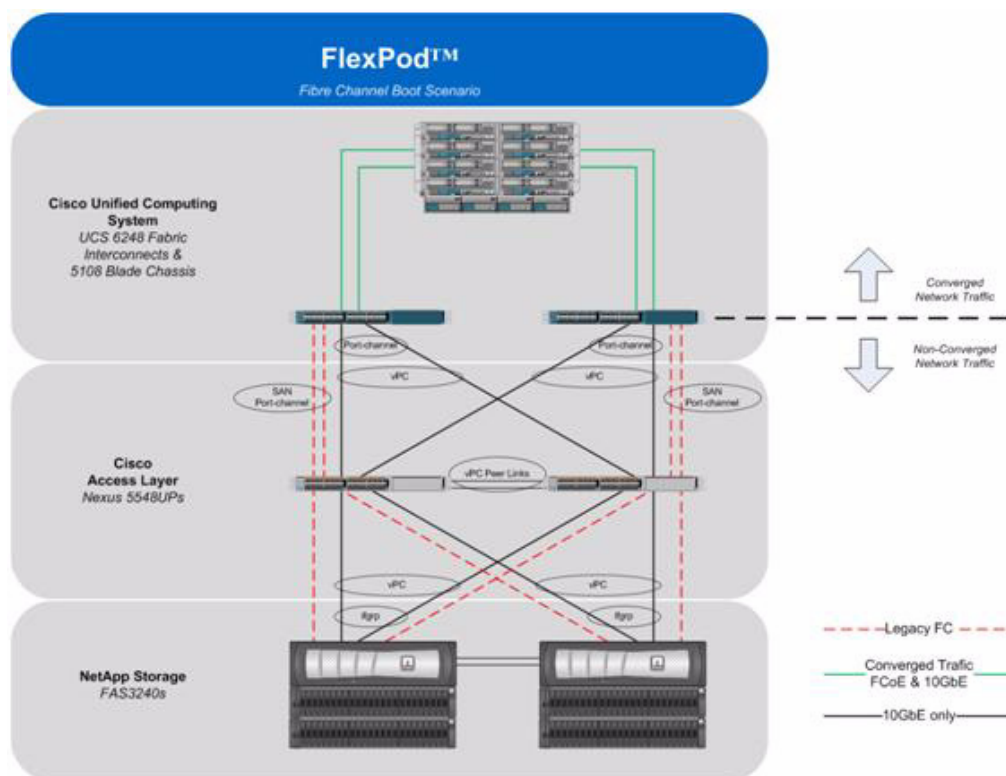 FlexPod™
Fibre Channel Boot Scenario
Cisco Unified Computing
System
UCS 6248 Fabric
Interconnects &
5108 Blade Chassis
Converged
Network Traffic
Non-Converged
Network Traffic
Port-channel
Port-channel
vPC
vPC
SAN
Port-channel
SAN
Port-channel
Cisco
Access Layer
Nexus 5548UPs
vPC Peer Links
vPC
vPC
ifgrp
ifgrp
NetApp Storage
FAS3240s
Legacy FC
Converged Traffic
FCoE & 10GbE
10GbE only